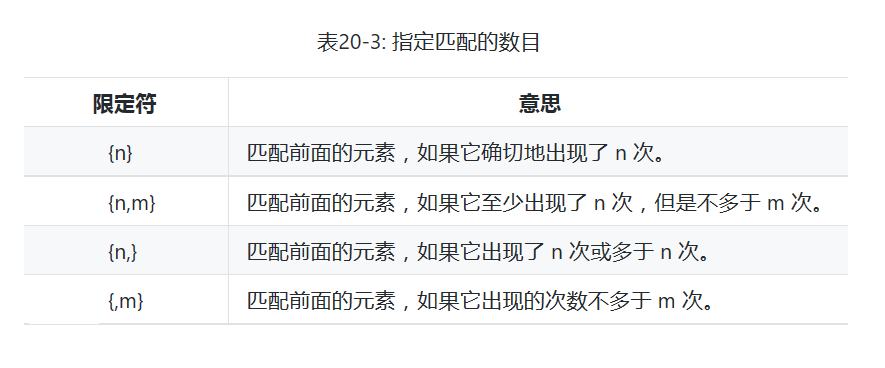 表20-3: 指定匹配的数目
限定符 意思
{n} 匹配前面的元素，如果它确切地出现了 n 次。
{n,m} 匹配前面的元素，如果它至少出现了 n 次，但是不多于 m 次。
{n,} 匹配前面的元素，如果它出现了 n 次或多于 n 次。
{,m} 匹配前面的元素，如果它出现的次数不多于 m 次。